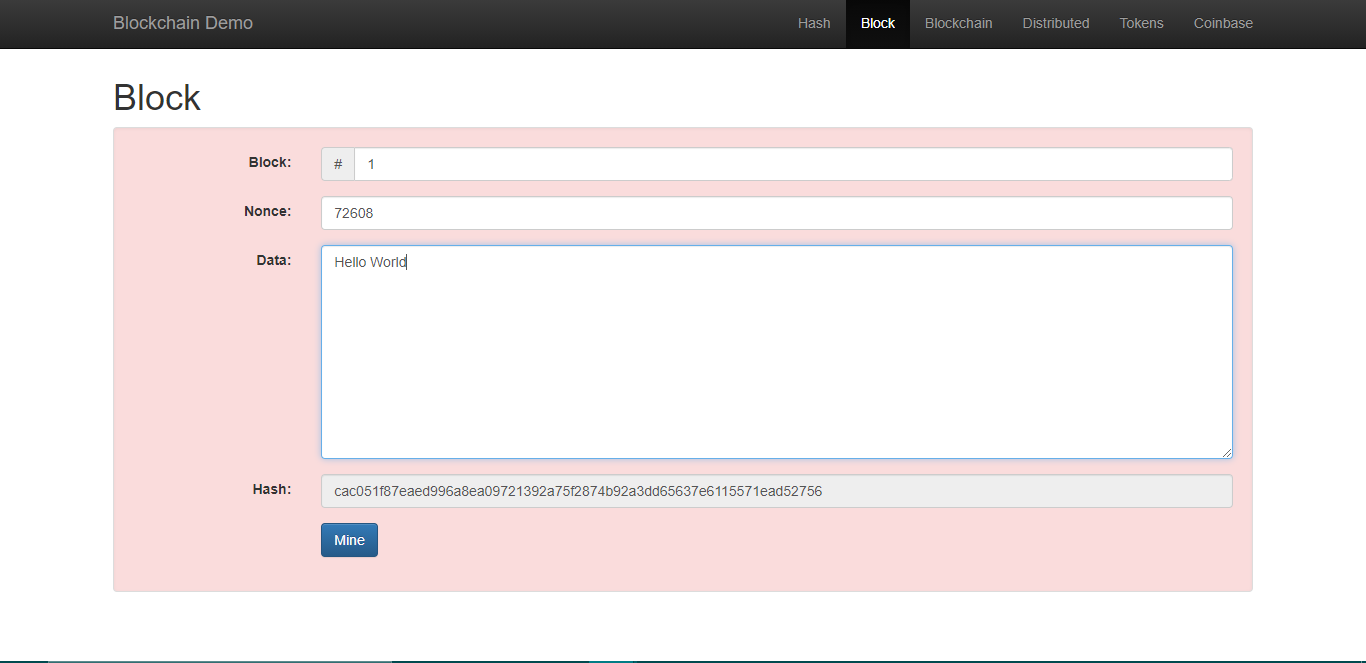 Blockchain Demo Hash Block Blockchain Distributed Tokens Coinbase
Block
Block: # 1
Nonce: 72608
Data: Hello World
Hash: cac051f87eaed996a8ea09721392a75f2874b92a3dd65637e6115571ead52756
Mine